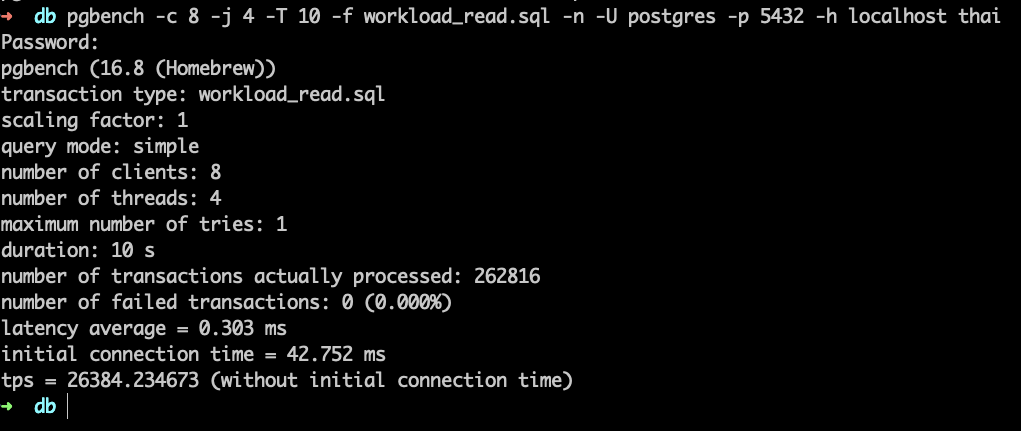 → db pgbench -c 8 -j 4 -T 10 -f workload_read.sql -n -U postgres -p 5432 -h localhost thai
Password:
pgbench (16.8 (Homebrew))
transaction type: workload_read.sql
scaling factor: 1
query mode: simple
number of clients: 8
number of threads: 4
maximum number of tries: 1
duration: 10 s
number of transactions actually processed: 262816
number of failed transactions: 0 (0.000%)
latency average = 0.303 ms
initial connection time = 42.752 ms
tps = 26384.234673 (without initial connection time)
→ db